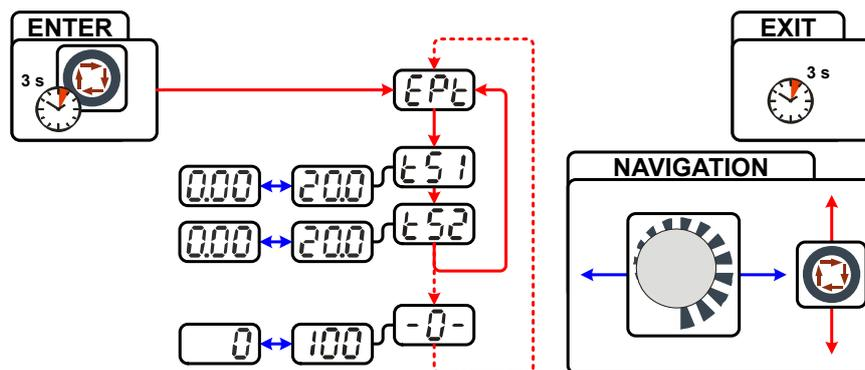 ENTER
EXIT
3 s
3 s
EPt
tS1
0.00
20.0
NAVIGATION
tS2
0.00
20.0
-0-
0
100